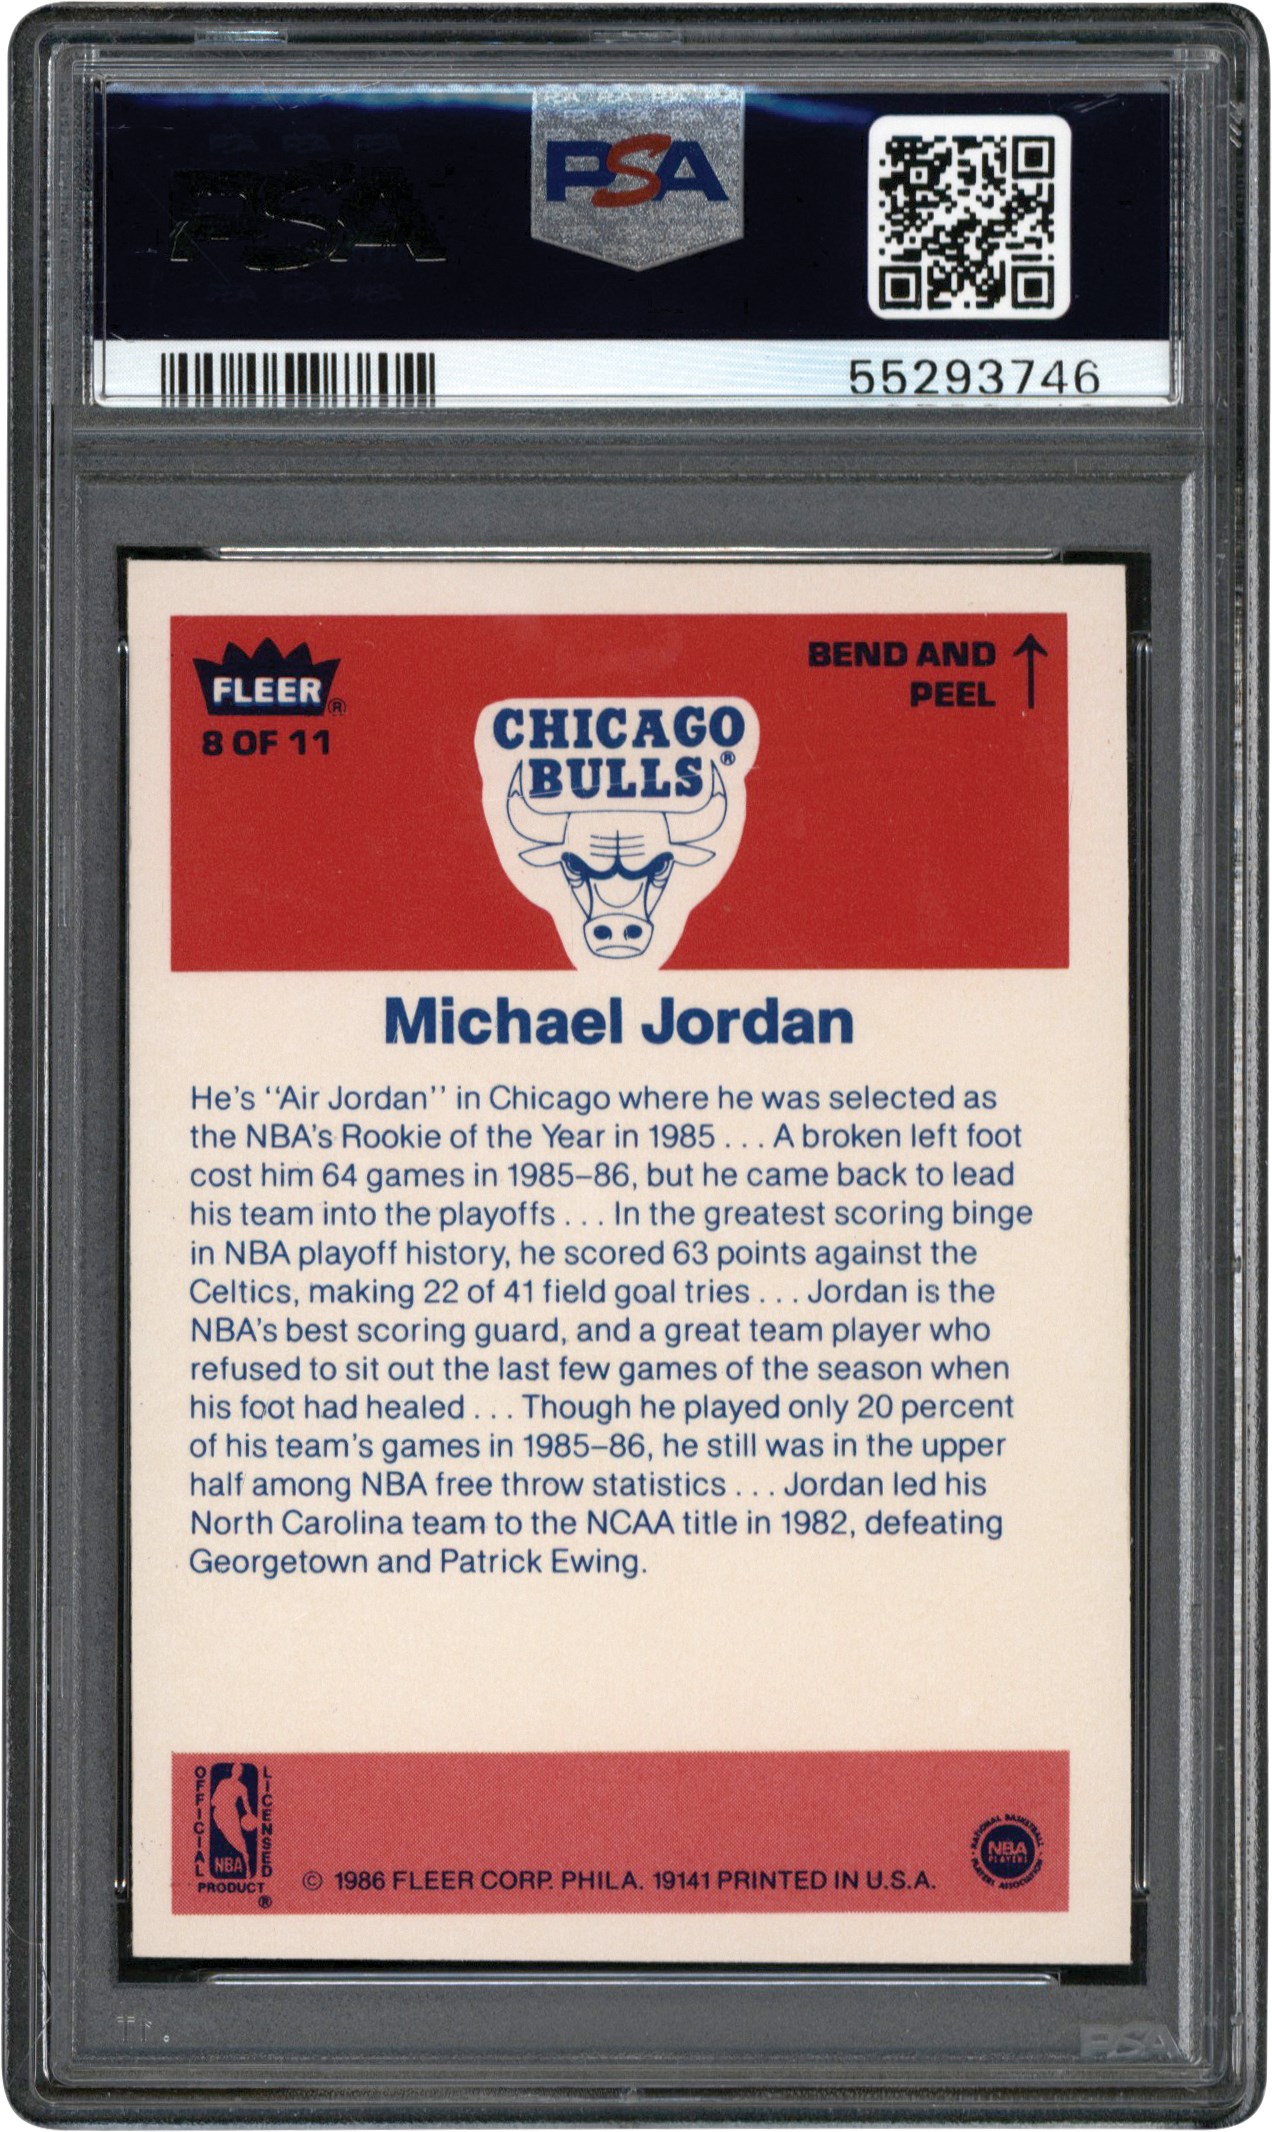 PSA
PSA
55293746
FLEER®
8 OF 11
BEND AND
PEEL
CHICAGO
BULLS®
Michael Jordan
He's "Air Jordan" in Chicago where he was selected as
the NBA's Rookie of the Year in 1985 . . . A broken left foot
cost him 64 games in 1985–86, but he came back to lead
his team into the playoffs . . . In the greatest scoring binge
in NBA playoff history, he scored 63 points against the
Celtics, making 22 of 41 field goal tries . . . Jordan is the
NBA's best scoring guard, and a great team player who
refused to sit out the last few games of the season when
his foot had healed . . . Though he played only 20 percent
of his team's games in 1985–86, he still was in the upper
half among NBA free throw statistics . . . Jordan led his
North Carolina team to the NCAA title in 1982, defeating
Georgetown and Patrick Ewing.
OFFICIAL
LICENSED
NBA
PRODUCT
®
© 1986 FLEER CORP. PHILA. 19141 PRINTED IN U.S.A.
NATIONAL BASKETBALL
NBA
PLAYERS
PLAYERS ASSOCIATION
PSA